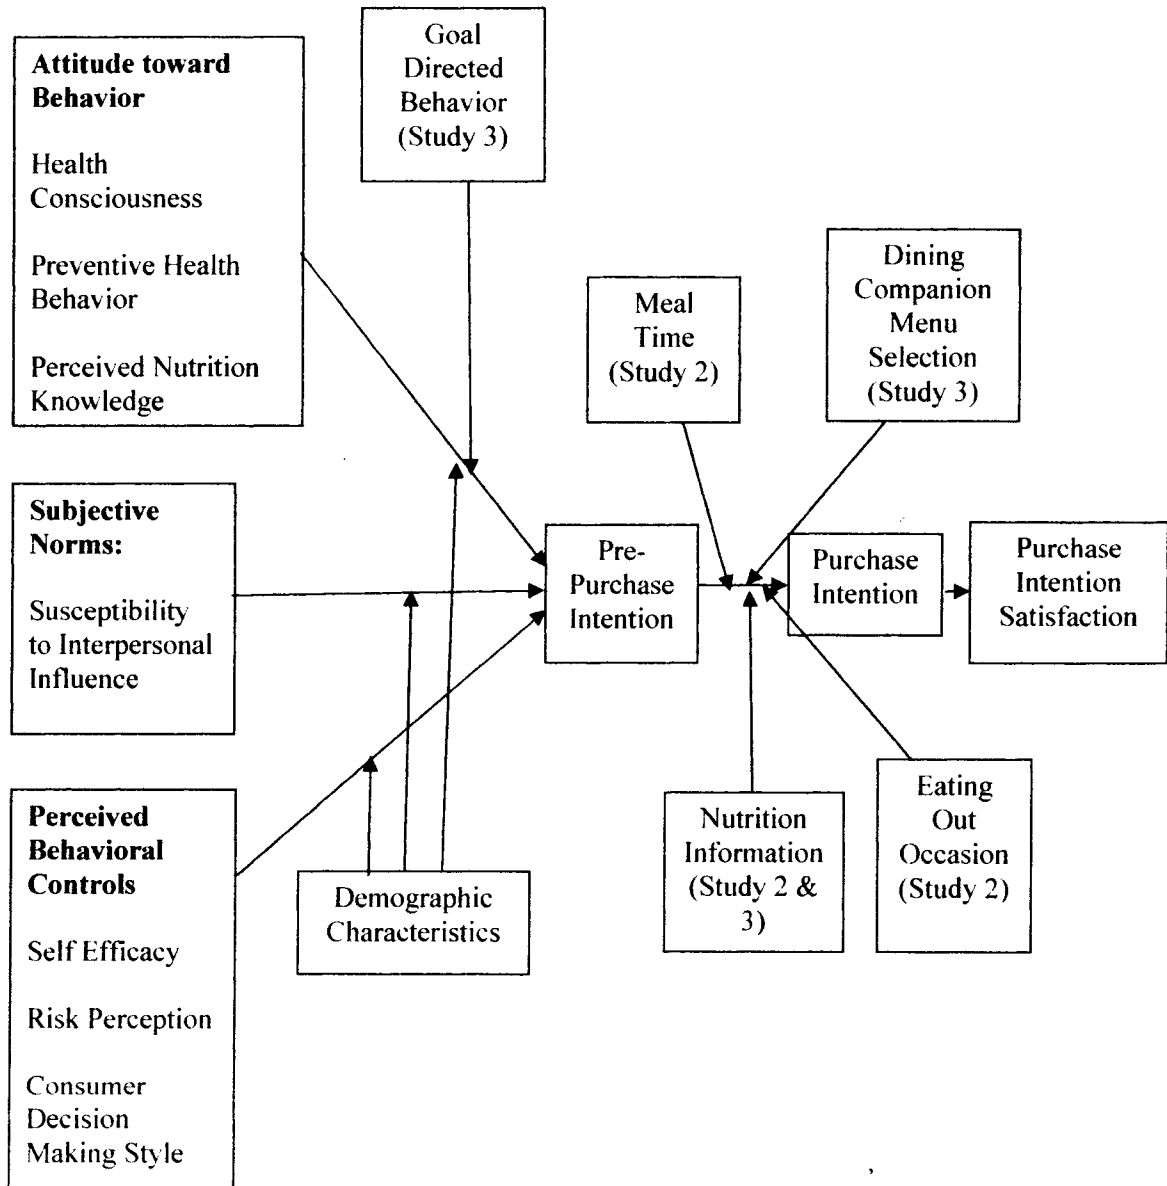 Attitude toward
Behavior
Health
Consciousness
Preventive Health
Behavior
Perceived Nutrition
Knowledge
Goal
Directed
Behavior
(Study 3)
Meal
Time
(Study 2)
Dining
Companion
Menu
Selection
(Study 3)
Subjective
Norms:
Susceptibility
to Interpersonal
Influence
Pre-
Purchase
Intention
Purchase
Intention
Purchase
Intention
Satisfaction
Perceived
Behavioral
Controls
Self Efficacy
Risk Perception
Consumer
Decision
Making Style
Demographic
Characteristics
Nutrition
Information
(Study 2 &
3)
Eating
Out
Occasion
(Study 2)